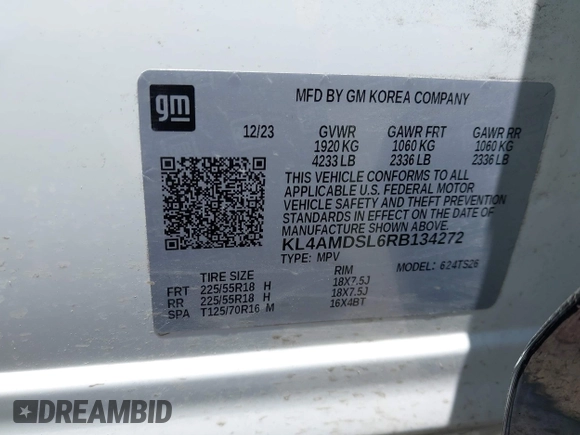 gm
MFD BY GM KOREA COMPANY
12/23 GVWR GAWR FRT GAWR RR
1920 KG 1060 KG 1060 KG
4233 LB 2336 LB 2336 LB
THIS VEHICLE CONFORMS TO ALL
APPLICABLE U.S. FEDERAL MOTOR
VEHICLE SAFETY AND THEFT PREVENTION
STANDARDS IN EFFECT ON THE DATE OF
MANUFACTURE SHOWN ABOVE.
KL4AMDSL6RB134272
TYPE: MPV MODEL: 624TS26
TIRE SIZE RIM
FRT 225/55R18 H 18X7.5J
RR 225/55R18 H 18X7.5J
SPA T125/70R16 M 16X4BT
DREAMBID